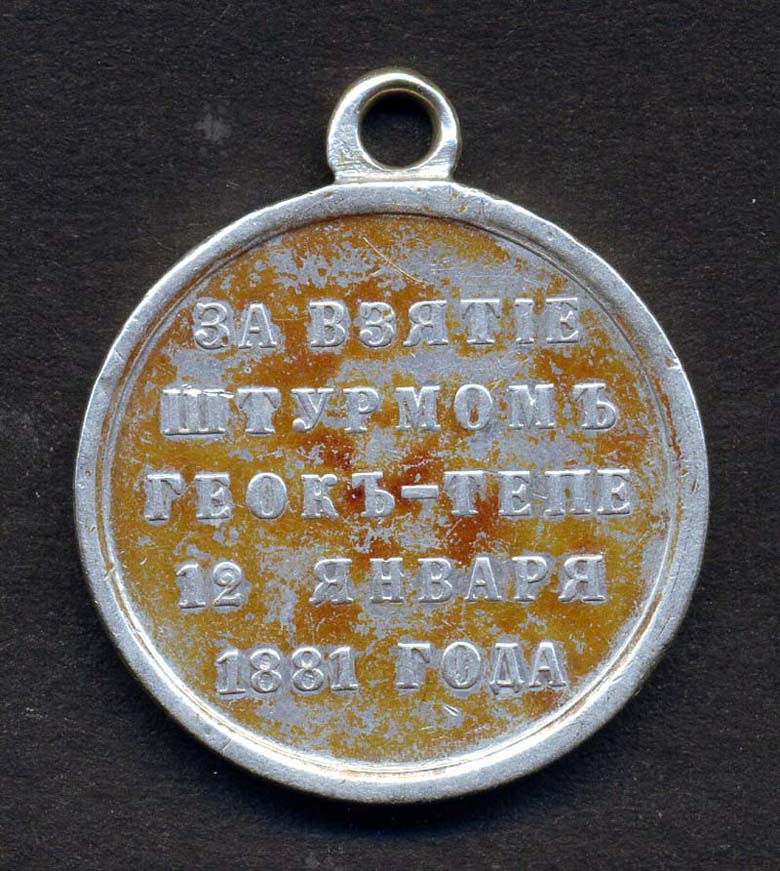 ЗА ВЗЯТІЕ
ШТУРМОМЪ
ГЕОКЪ-ТЕПЕ
12 ЯНВАРЯ
1881 ГОДА